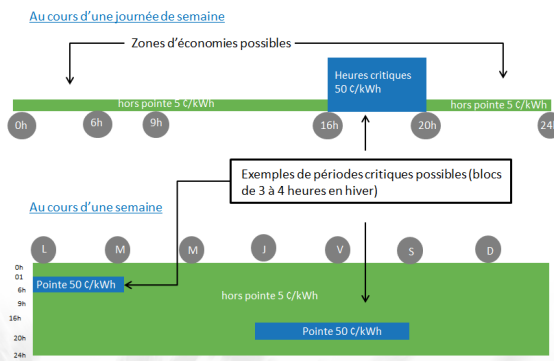 Au cours d'une journée de semaine
Zones d'économies possibles
Heures critiques
50 ¢/kWh
hors pointe 5 ¢/kWh
hors pointe 5 ¢/kWh
0h
6h
9h
16h
20h
24h
Exemples de périodes critiques possibles (blocs
de 3 à 4 heures en hiver)
Au cours d'une semaine
L
M
M
J
V
S
D
0h
01
6h
9h
16h
20h
24h
Pointe 50 ¢/kWh
hors pointe 5 ¢/kWh
Pointe 50 ¢/kWh